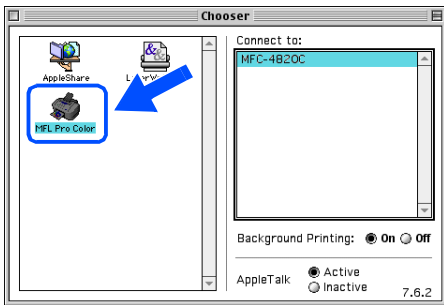 Chooser
AppleShare
MFL Pro Color
Connect to:
MFC-4820C
Background Printing: On Off
AppleTalk
Active
Inactive
7.6.2